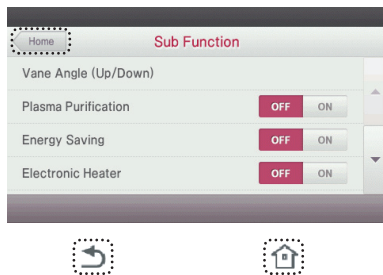 Home
Sub Function
Vane Angle (Up/Down)
Plasma Purification OFF ON
Energy Saving OFF ON
Electronic Heater OFF ON